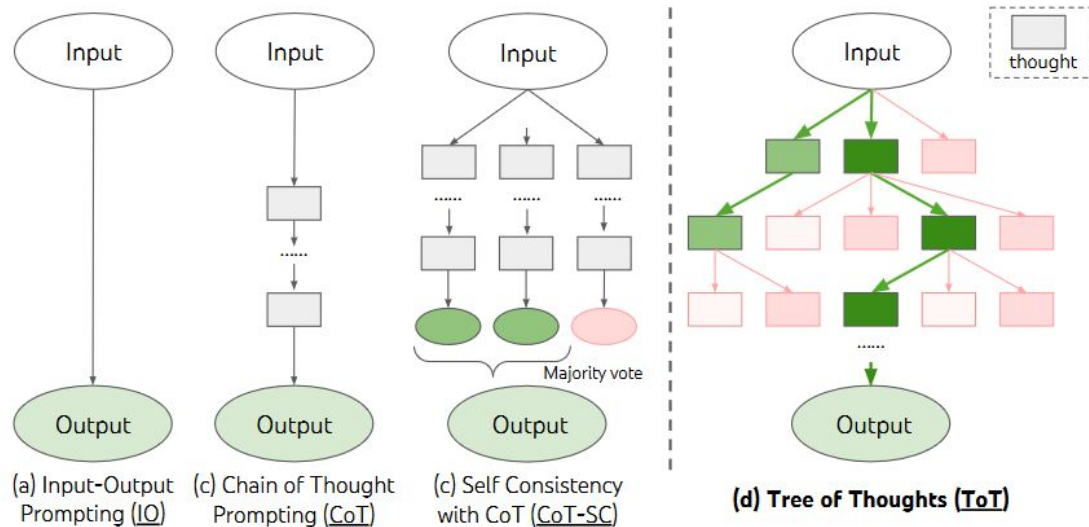 Input
Input
Input
Input
thought
......
......
......
......
......
Majority vote
Output
Output
Output
Output
(a) Input-Output
Prompting (IO)
(c) Chain of Thought
Prompting (CoT)
(c) Self Consistency
with CoT (CoT-SC)
(d) Tree of Thoughts (ToT)